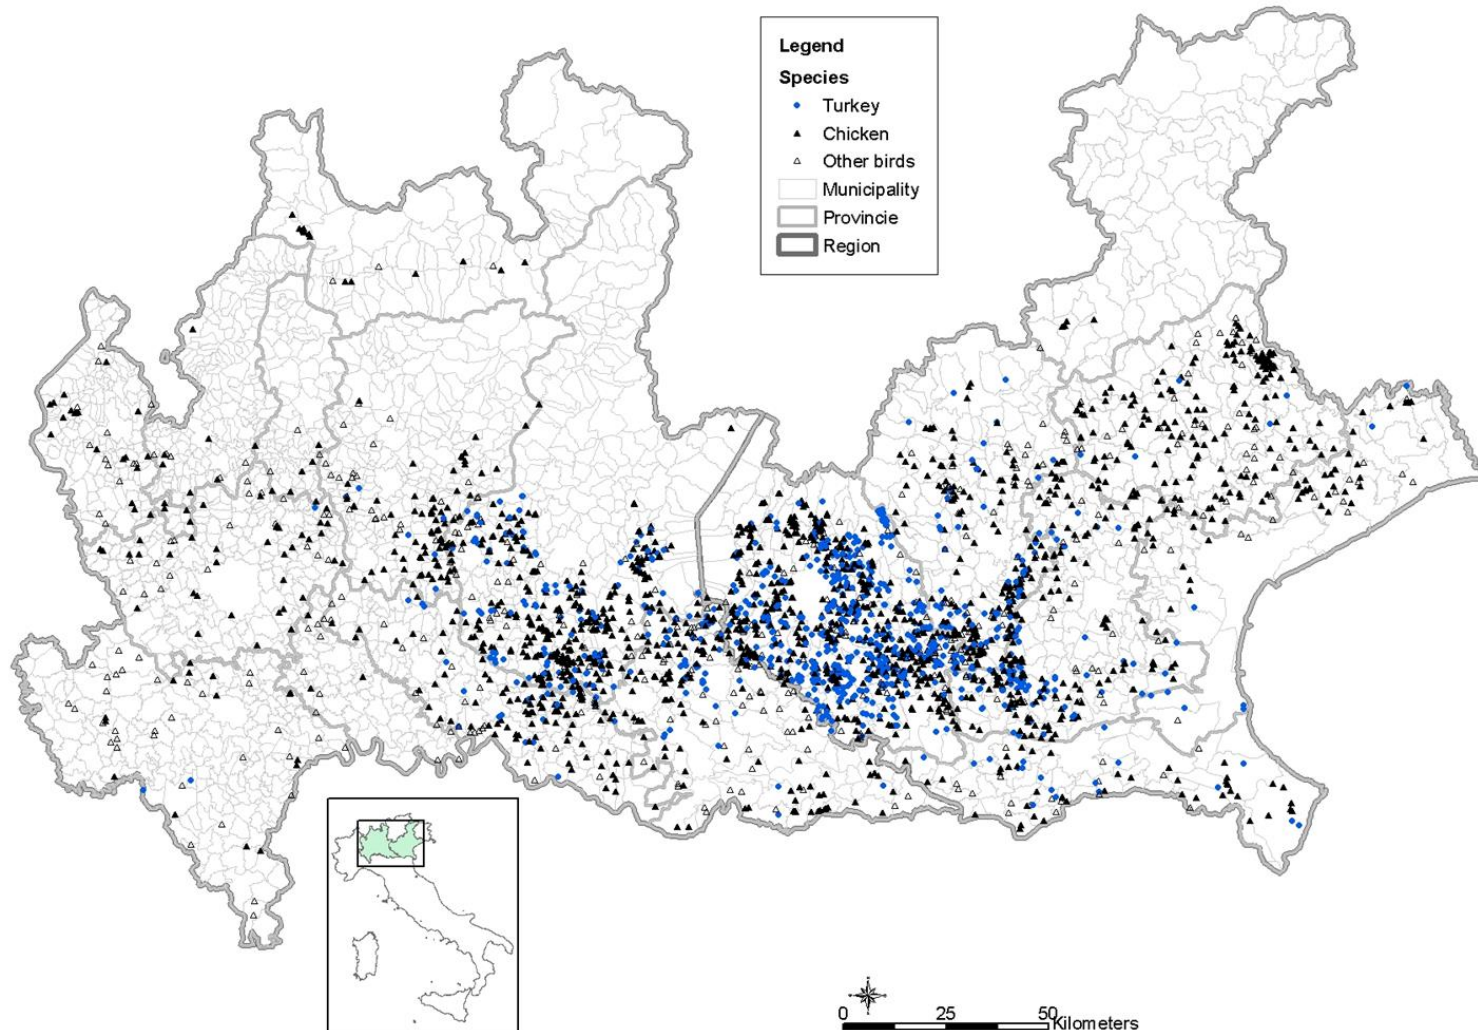 Legend
Species
Turkey
Chicken
Other birds
Municipality
Provincie
Region
0 25 50
Kilometers